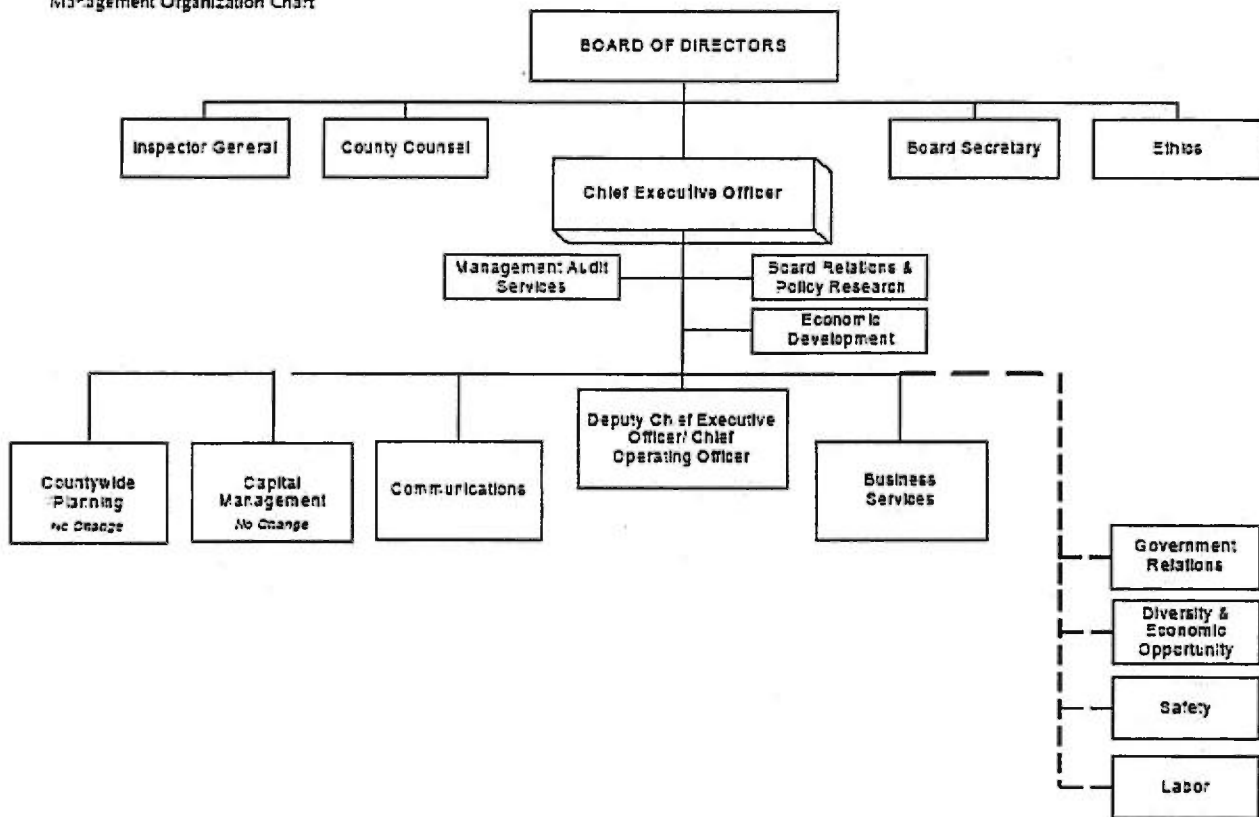 Management Organization Chart
BOARD OF DIRECTORS
Inspector General
County Counsel
Board Secretary
Ethics
Chief Executive Officer
Management Audit
Services
Board Relations &
Policy Research
Economic
Development
Countywide
Planning
No Change
Capital
Management
No Change
Communications
Deputy Chief Executive
Officer/ Chief
Operating Officer
Business
Services
Government
Relations
Diversity &
Economic
Opportunity
Safety
Labor